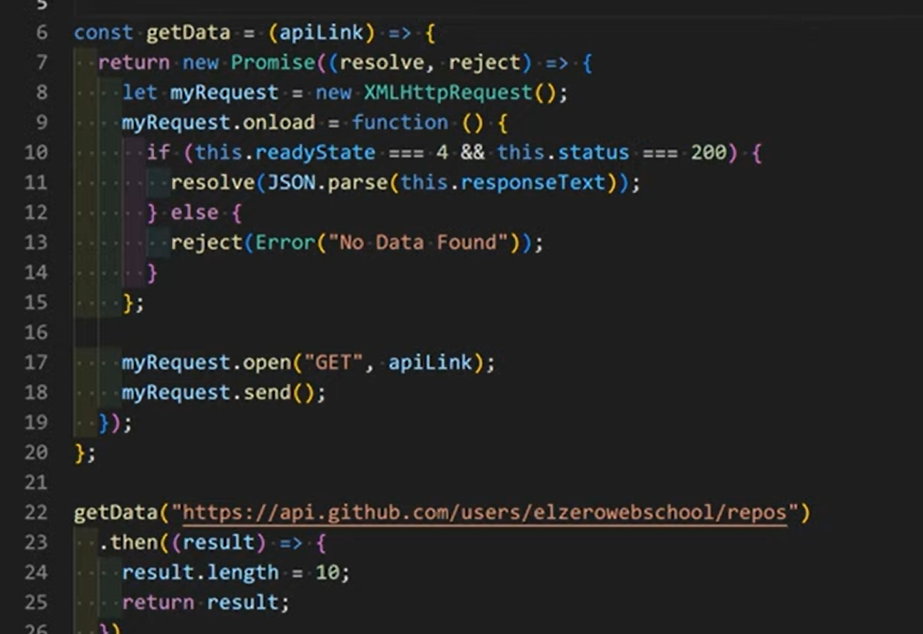 5
6 const getData = (apiLink) => {
7   return new Promise((resolve, reject) => {
8     let myRequest = new XMLHttpRequest();
9     myRequest.onload = function () {
10       if (this.readyState === 4 && this.status === 200) {
11         resolve(JSON.parse(this.responseText));
12       } else {
13         reject(Error("No Data Found"));
14       }
15     };
16
17     myRequest.open("GET", apiLink);
18     myRequest.send();
19   });
20 };
21
22 getData("https://api.github.com/users/elzerowebschool/repos")
23   .then((result) => {
24     result.length = 10;
25     return result;
26   })